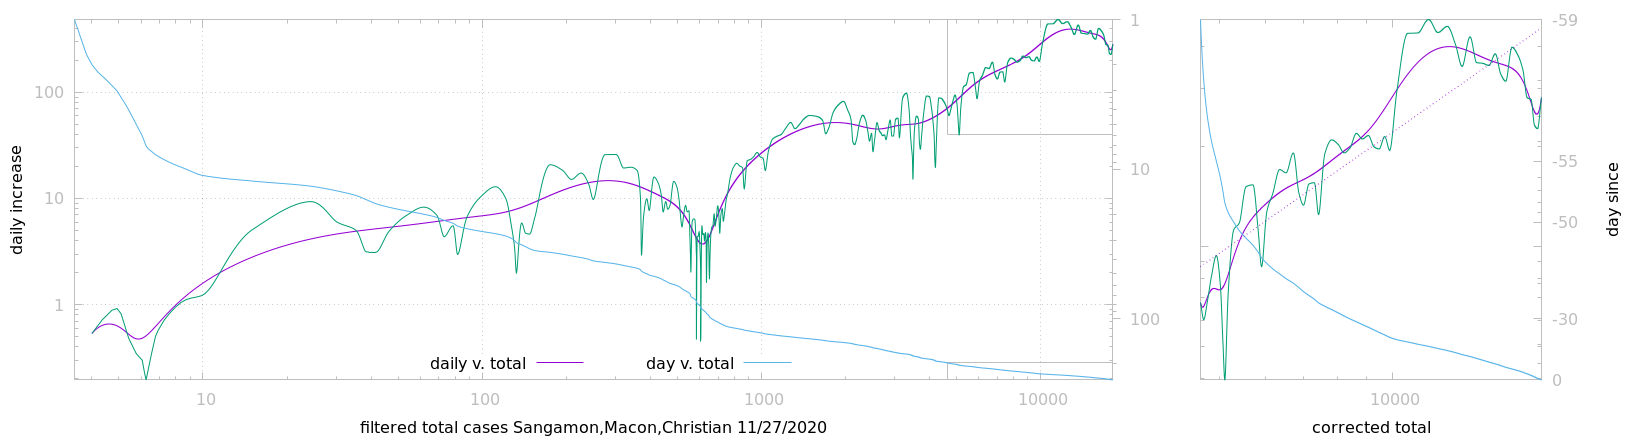 1
-59
100
daily increase
10
-55
day since
10
-50
1
100
-30
daily v. total
day v. total
0
10
100
1000
10000
10000
filtered total cases Sangamon,Macon,Christian 11/27/2020
corrected total